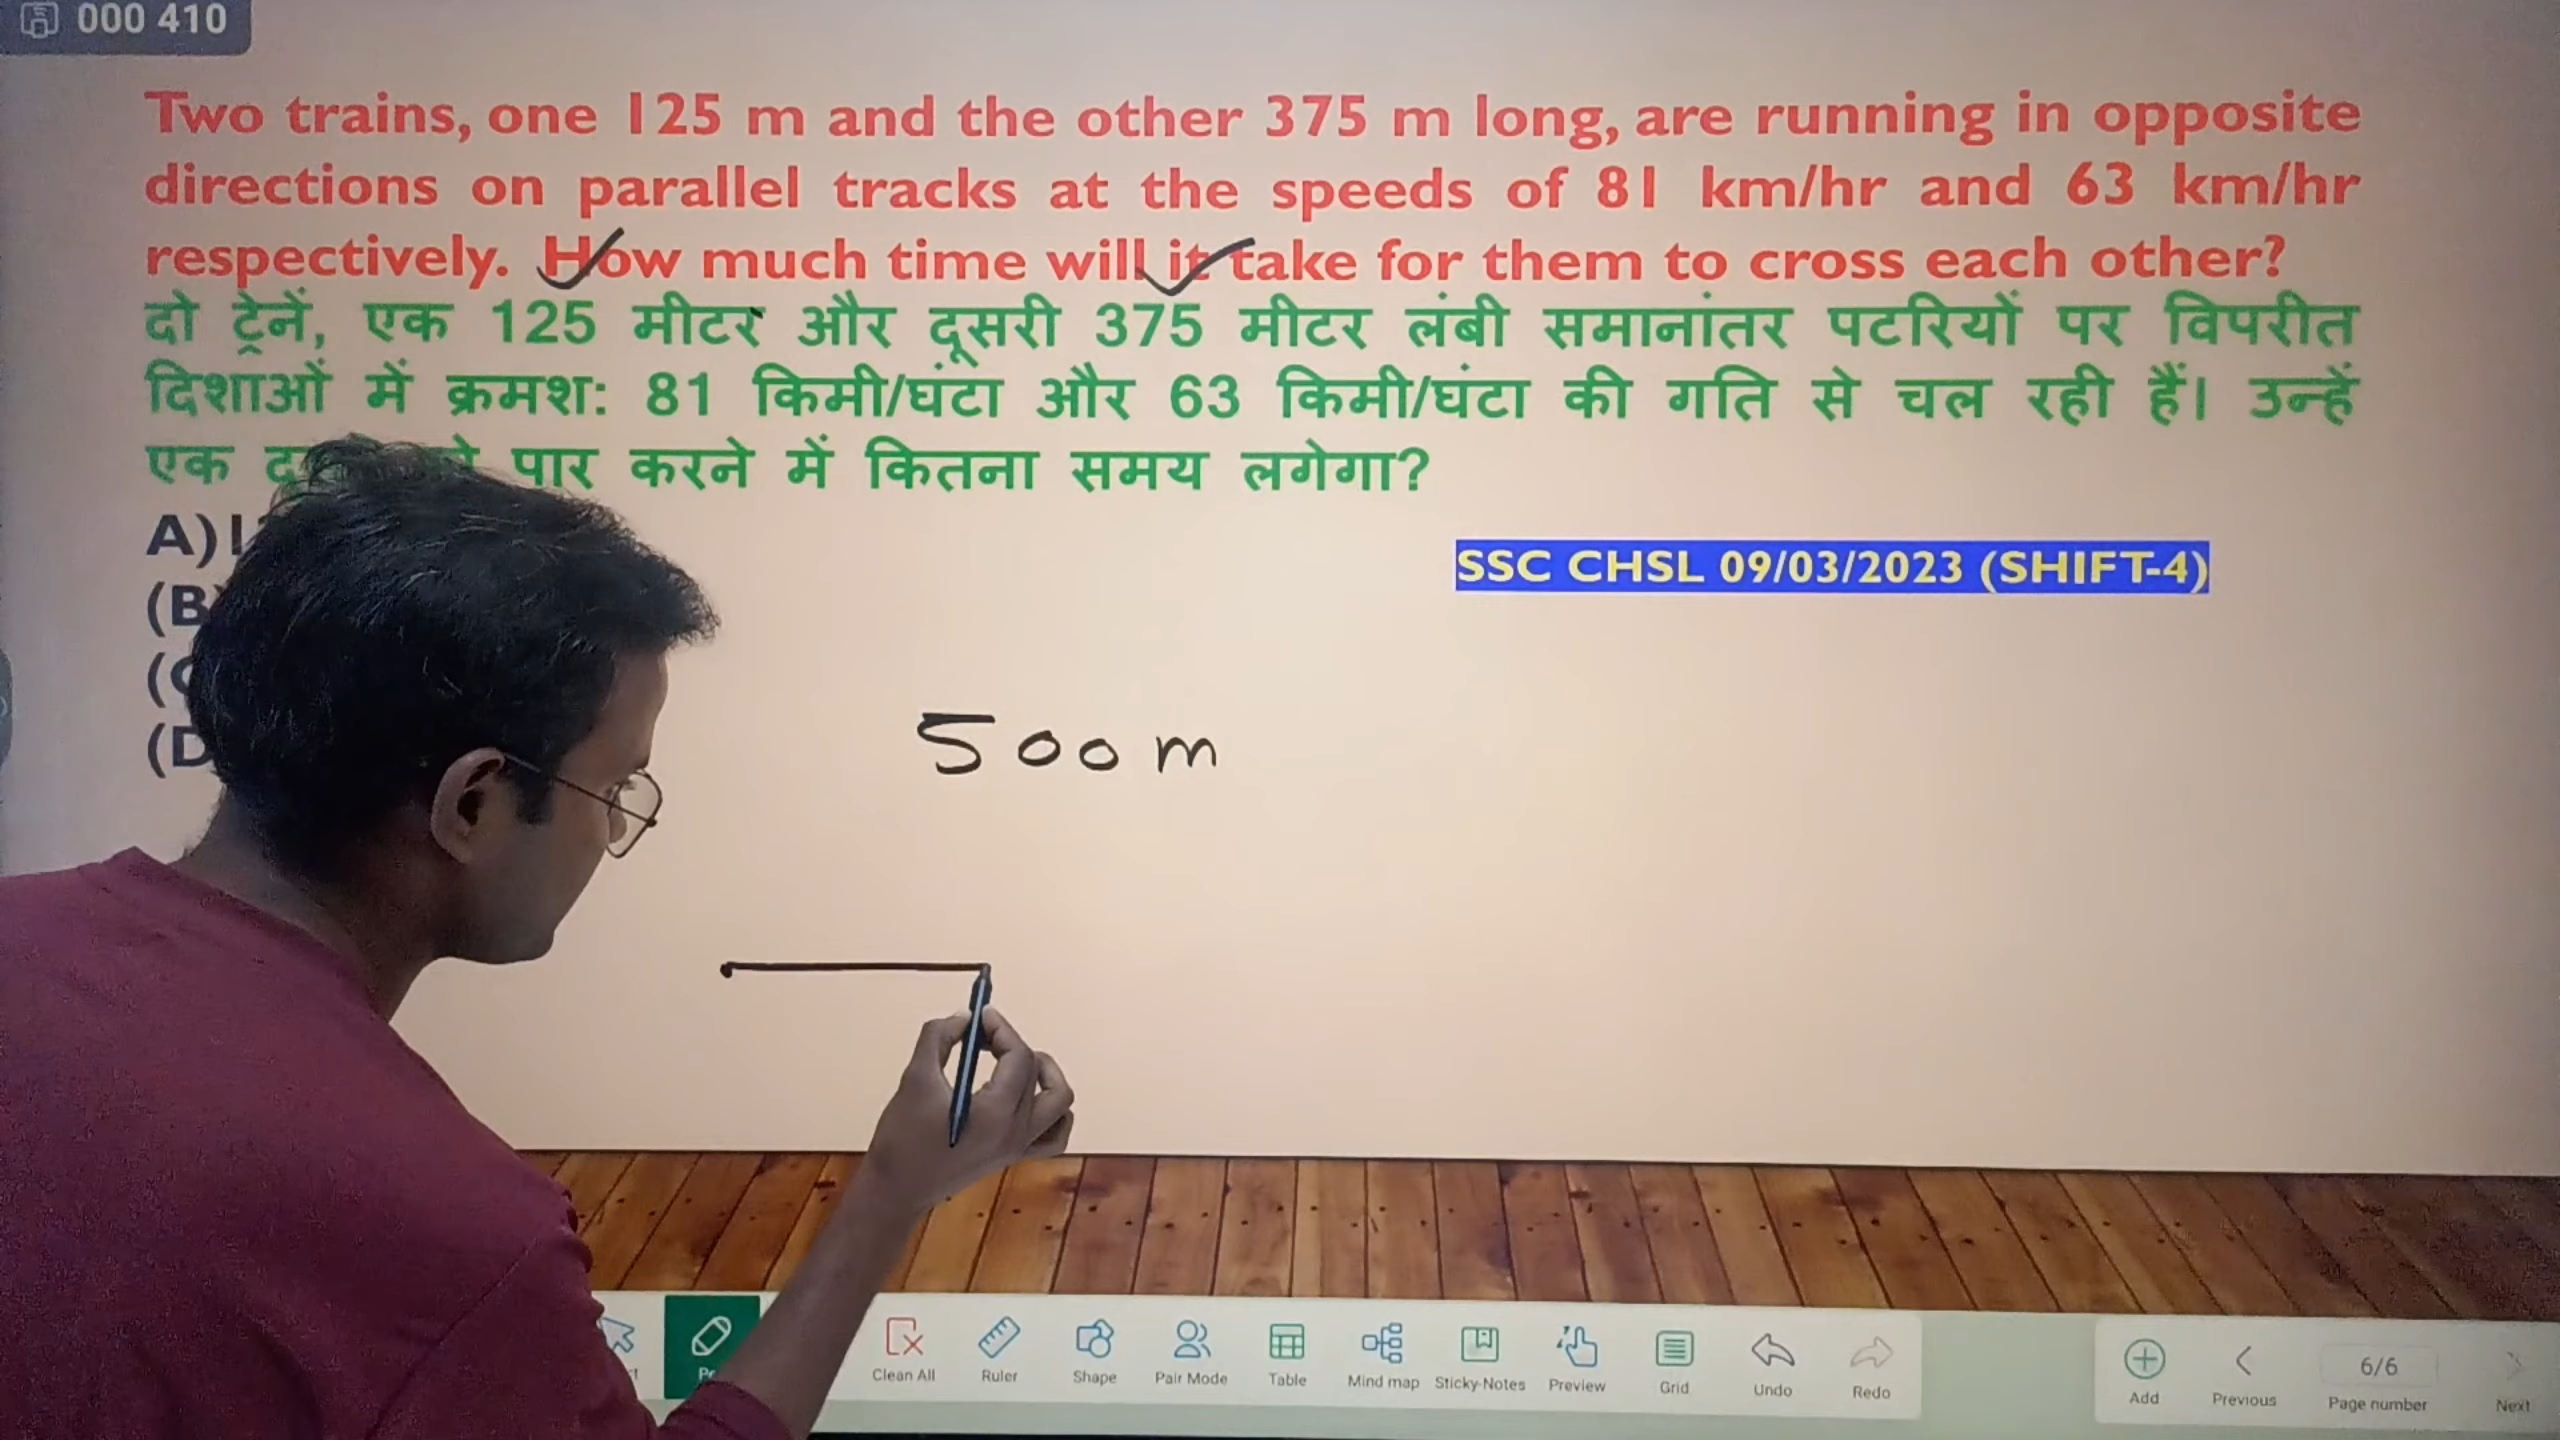 000 410
Two trains, one 125 m and the other 375 m long, are running in opposite
directions on parallel tracks at the speeds of 81 km/hr and 63 km/hr
respectively. How much time will it take for them to cross each other?
दो ट्रेनें, एक 125 मीटर और दूसरी 375 मीटर लंबी समानांतर पटरियों पर विपरीत
दिशाओं में क्रमश: 81 किमी/घंटा और 63 किमी/घंटा की गति से चल रही हैं। उन्हें
एक पार करने में कितना समय लगेगा?
A)
SSC CHSL 09/03/2023 (SHIFT-4)
(B
(C
(D
500 m
Clean All Ruler Shape Pair Mode Table Mind map Sticky-Notes Preview Grid Undo Redo
Add Previous 6/6 Page number Next